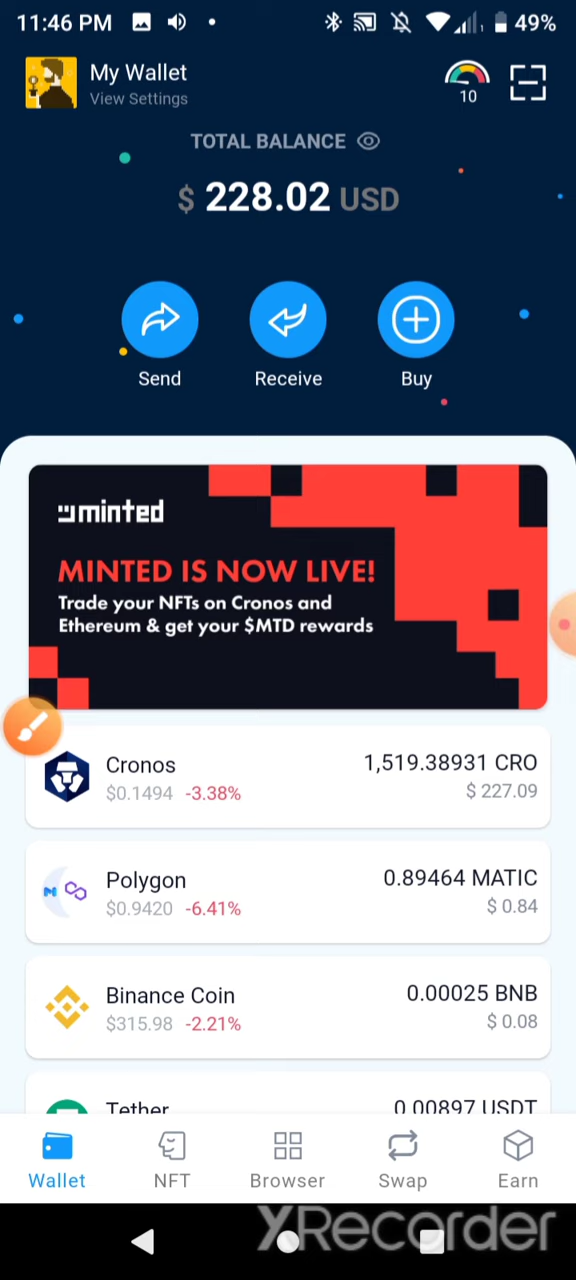 11:46 PM 49%
My Wallet
View Settings
10
TOTAL BALANCE
$ 228.02 USD
Send Receive Buy
minted
MINTED IS NOW LIVE!
Trade your NFTs on Cronos and
Ethereum & get your $MTD rewards
Cronos 1,519.38931 CRO
$0.1494 -3.38% $ 227.09
Polygon 0.89464 MATIC
$0.9420 -6.41% $ 0.84
Binance Coin 0.00025 BNB
$315.98 -2.21% $ 0.08
Tether 0.00897 USDT
Wallet NFT Browser Swap Earn
XRecorder